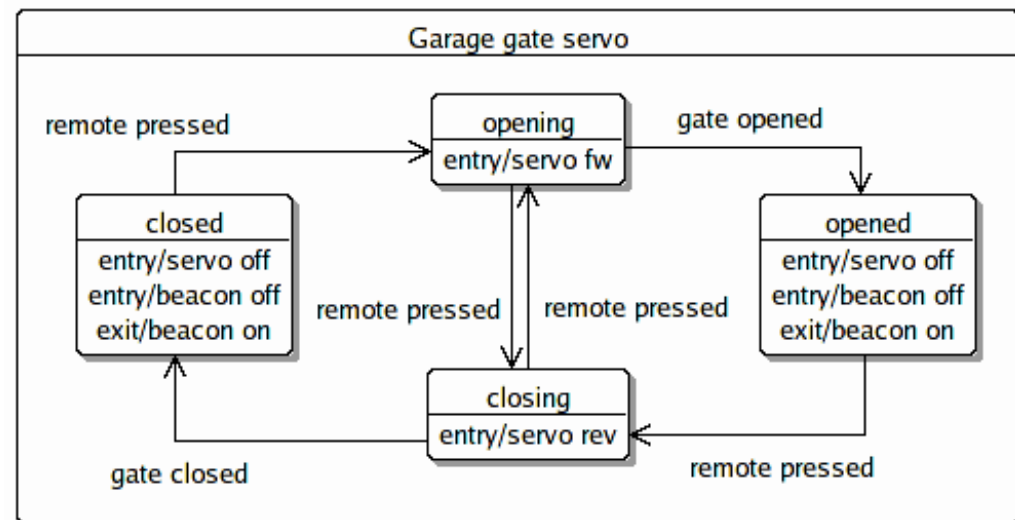 Garage gate servo
remote pressed
opening
entry/servo fw
gate opened
closed
entry/servo off
entry/beacon off
exit/beacon on
opened
entry/servo off
entry/beacon off
exit/beacon on
remote pressed
remote pressed
closing
entry/servo rev
gate closed
remote pressed